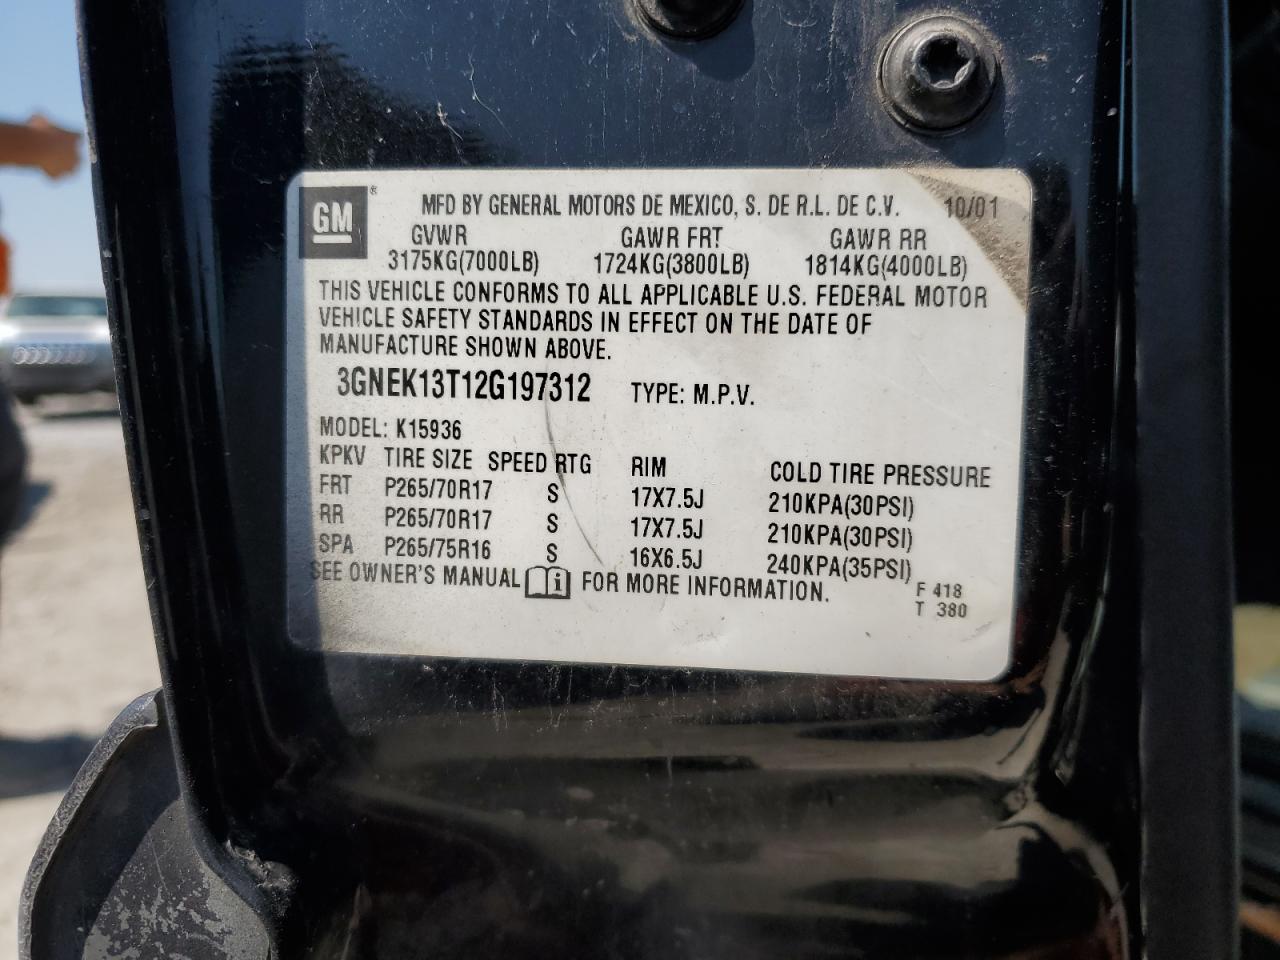 GM ® MFD BY GENERAL MOTORS DE MEXICO, S. DE R.L. DE C.V. 10/01
GVWR GAWR FRT GAWR RR
3175KG(7000LB) 1724KG(3800LB) 1814KG(4000LB)
THIS VEHICLE CONFORMS TO ALL APPLICABLE U.S. FEDERAL MOTOR
VEHICLE SAFETY STANDARDS IN EFFECT ON THE DATE OF
MANUFACTURE SHOWN ABOVE.
3GNEK13T12G197312 TYPE: M.P.V.
MODEL: K15936
KPKV TIRE SIZE SPEED RTG RIM COLD TIRE PRESSURE
FRT P265/70R17 S 17X7.5J 210KPA(30PSI)
RR P265/70R17 S 17X7.5J 210KPA(30PSI)
SPA P265/75R16 S 16X6.5J 240KPA(35PSI)
SEE OWNER'S MANUAL i FOR MORE INFORMATION.
F 418
T 380